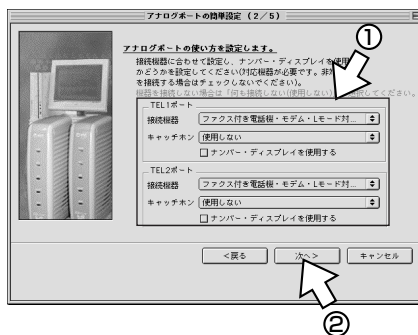 アナログポートの簡単設定（2／5）
①
アナログポートの使い方を設定します。
接続機器に合わせて設定し、ナンバー・ディスプレイを使用
かどうかを設定してください(対応機器が必要です。非対
を接続する場合はチェックしないでください)。
機器を接続しない場合は「何も接続しない(使用しない)
択してください。
TEL1ポート
接続機器 ファクス付き電話機・モデム・Lモード対...
キャッチホン 使用しない
ナンバー・ディスプレイを使用する
TEL2ポート
接続機器 ファクス付き電話機・モデム・Lモード対...
キャッチホン 使用しない
ナンバー・ディスプレイを使用する
<戻る 次へ> キャンセル
②